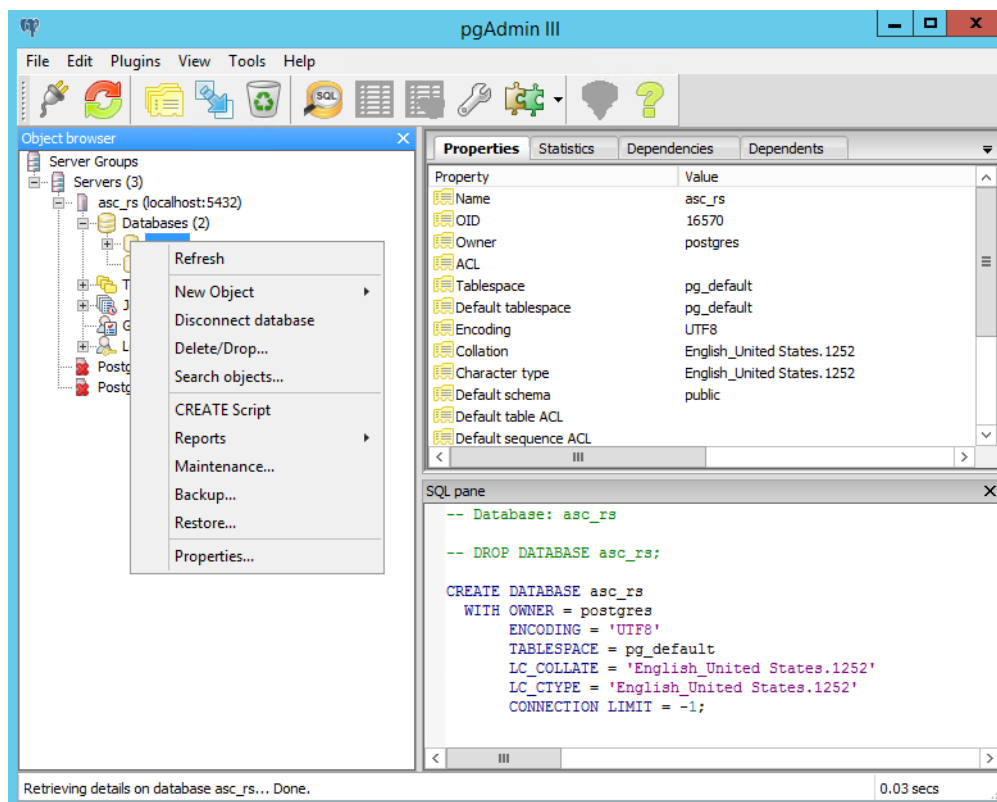 pgAdmin III
File Edit Plugins View Tools Help
SQL
Object browser
Server Groups
Servers (3)
asc_rs (localhost:5432)
Databases (2)
Refresh
New Object
Disconnect database
Delete/Drop...
Search objects...
CREATE Script
Reports
Maintenance...
Backup...
Restore...
Properties...
Properties Statistics Dependencies Dependents
Property Value
Name asc_rs
OID 16570
Owner postgres
ACL
Tablespace pg_default
Default tablespace pg_default
Encoding UTF8
Collation English_United States.1252
Character type English_United States.1252
Default schema public
Default table ACL
Default sequence ACL
SQL pane
-- Database: asc_rs
-- DROP DATABASE asc_rs;
CREATE DATABASE asc_rs
WITH OWNER = postgres
ENCODING = 'UTF8'
TABLESPACE = pg_default
LC_COLLATE = 'English_United States.1252'
LC_CTYPE = 'English_United States.1252'
CONNECTION LIMIT = -1;
Retrieving details on database asc_rs... Done.
0.03 secs